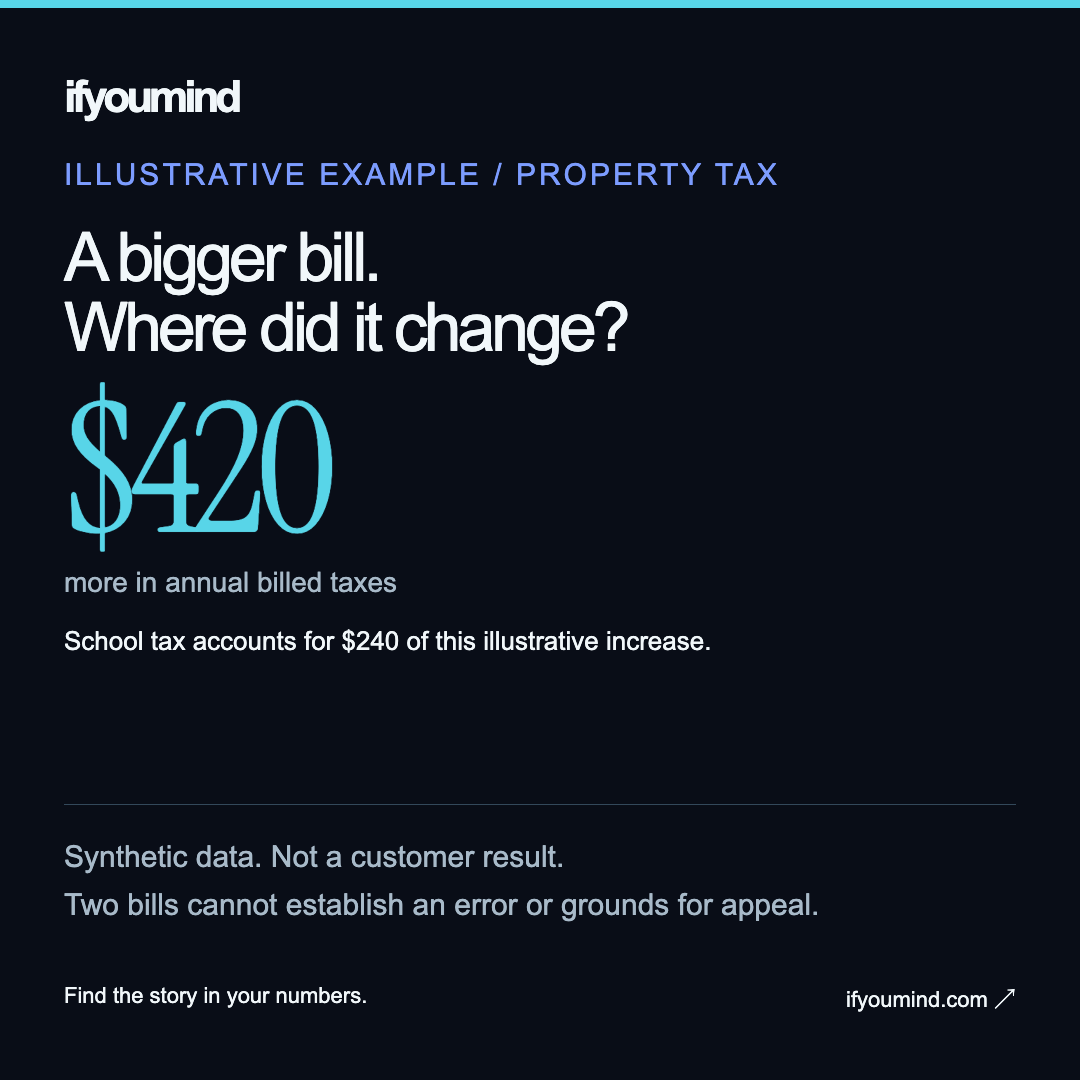 ifyoumind
ILLUSTRATIVE EXAMPLE / PROPERTY TAX
A bigger bill.
Where did it change?
$420
more in annual billed taxes
School tax accounts for $240 of this illustrative increase.
Synthetic data. Not a customer result.
Two bills cannot establish an error or grounds for appeal.
Find the story in your numbers.
ifyoumind.com ↗